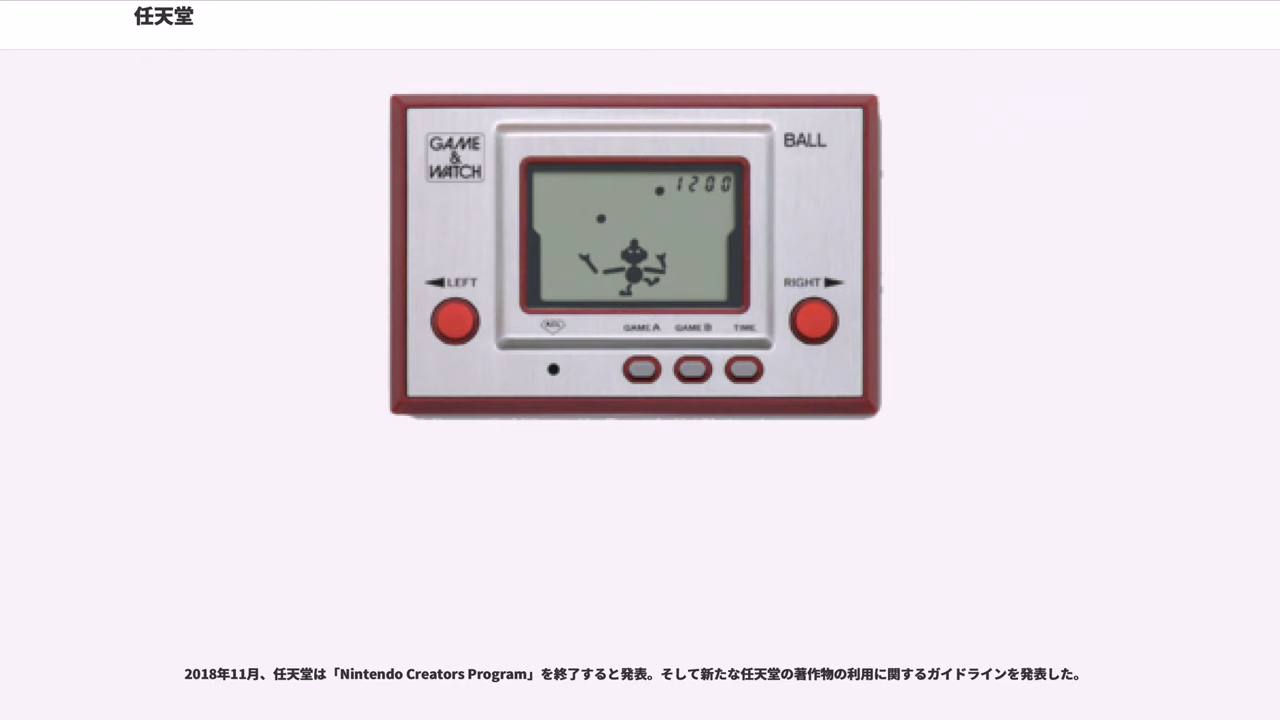 任天堂
GAME
&
WATCH
BALL
1200
LEFT
RIGHT
ACL
GAME A GAME B TIME
2018年11月、任天堂は「Nintendo Creators Program」を終了すると発表。そして新たな任天堂の著作物の利用に関するガイドラインを発表した。